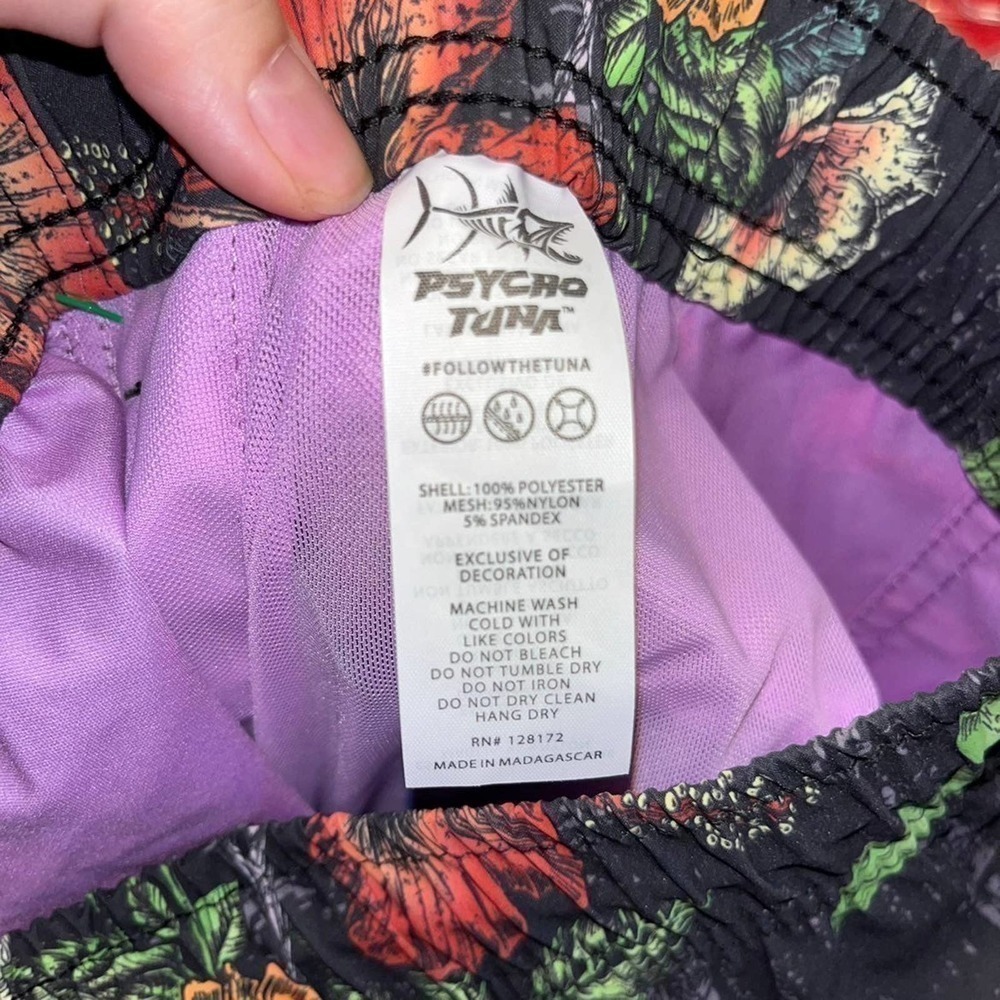 PSYCHO
TUNA™
#FOLLOWTHETUNA
SHELL:100% POLYESTER
MESH:95%NYLON
5% SPANDEX
EXCLUSIVE OF
DECORATION
MACHINE WASH
COLD WITH
LIKE COLORS
DO NOT BLEACH
DO NOT TUMBLE DRY
DO NOT IRON
DO NOT DRY CLEAN
HANG DRY
RN# 128172
MADE IN MADAGASCAR